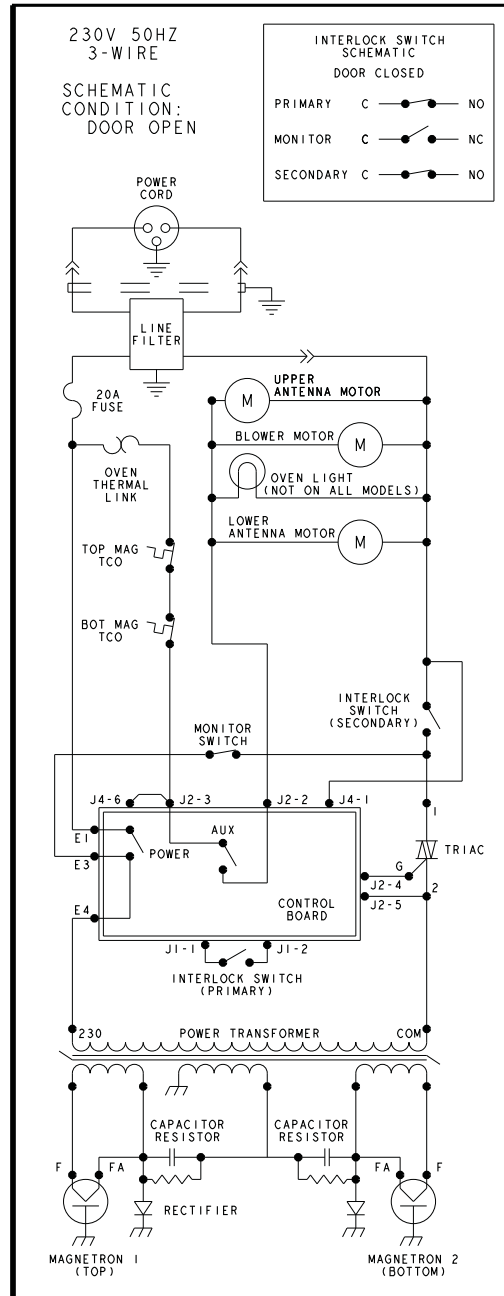 230V 50HZ
3-WIRE
SCHEMATIC
CONDITION:
DOOR OPEN
INTERLOCK SWITCH
SCHEMATIC
DOOR CLOSED
PRIMARY C NO
MONITOR C NC
SECONDARY C NO
POWER
CORD
LINE
FILTER
20A
FUSE
UPPER
ANTENNA MOTOR
M
BLOWER MOTOR
M
OVEN
THERMAL
LINK
OVEN LIGHT
(NOT ON ALL MODELS)
LOWER
ANTENNA MOTOR
M
TOP MAG
TCO
BOT MAG
TCO
INTERLOCK
SWITCH
(SECONDARY)
MONITOR
SWITCH
J4-6 J2-3 J2-2 J4-1
1
E1
POWER
AUX
TRIAC
E3
G
J2-4
CONTROL
BOARD
2
J2-5
E4
J1-1 J1-2
INTERLOCK SWITCH
(PRIMARY)
230 POWER TRANSFORMER COM
CAPACITOR
RESISTOR
CAPACITOR
RESISTOR
F FA FA F
RECTIFIER
MAGNETRON 1
(TOP)
MAGNETRON 2
(BOTTOM)